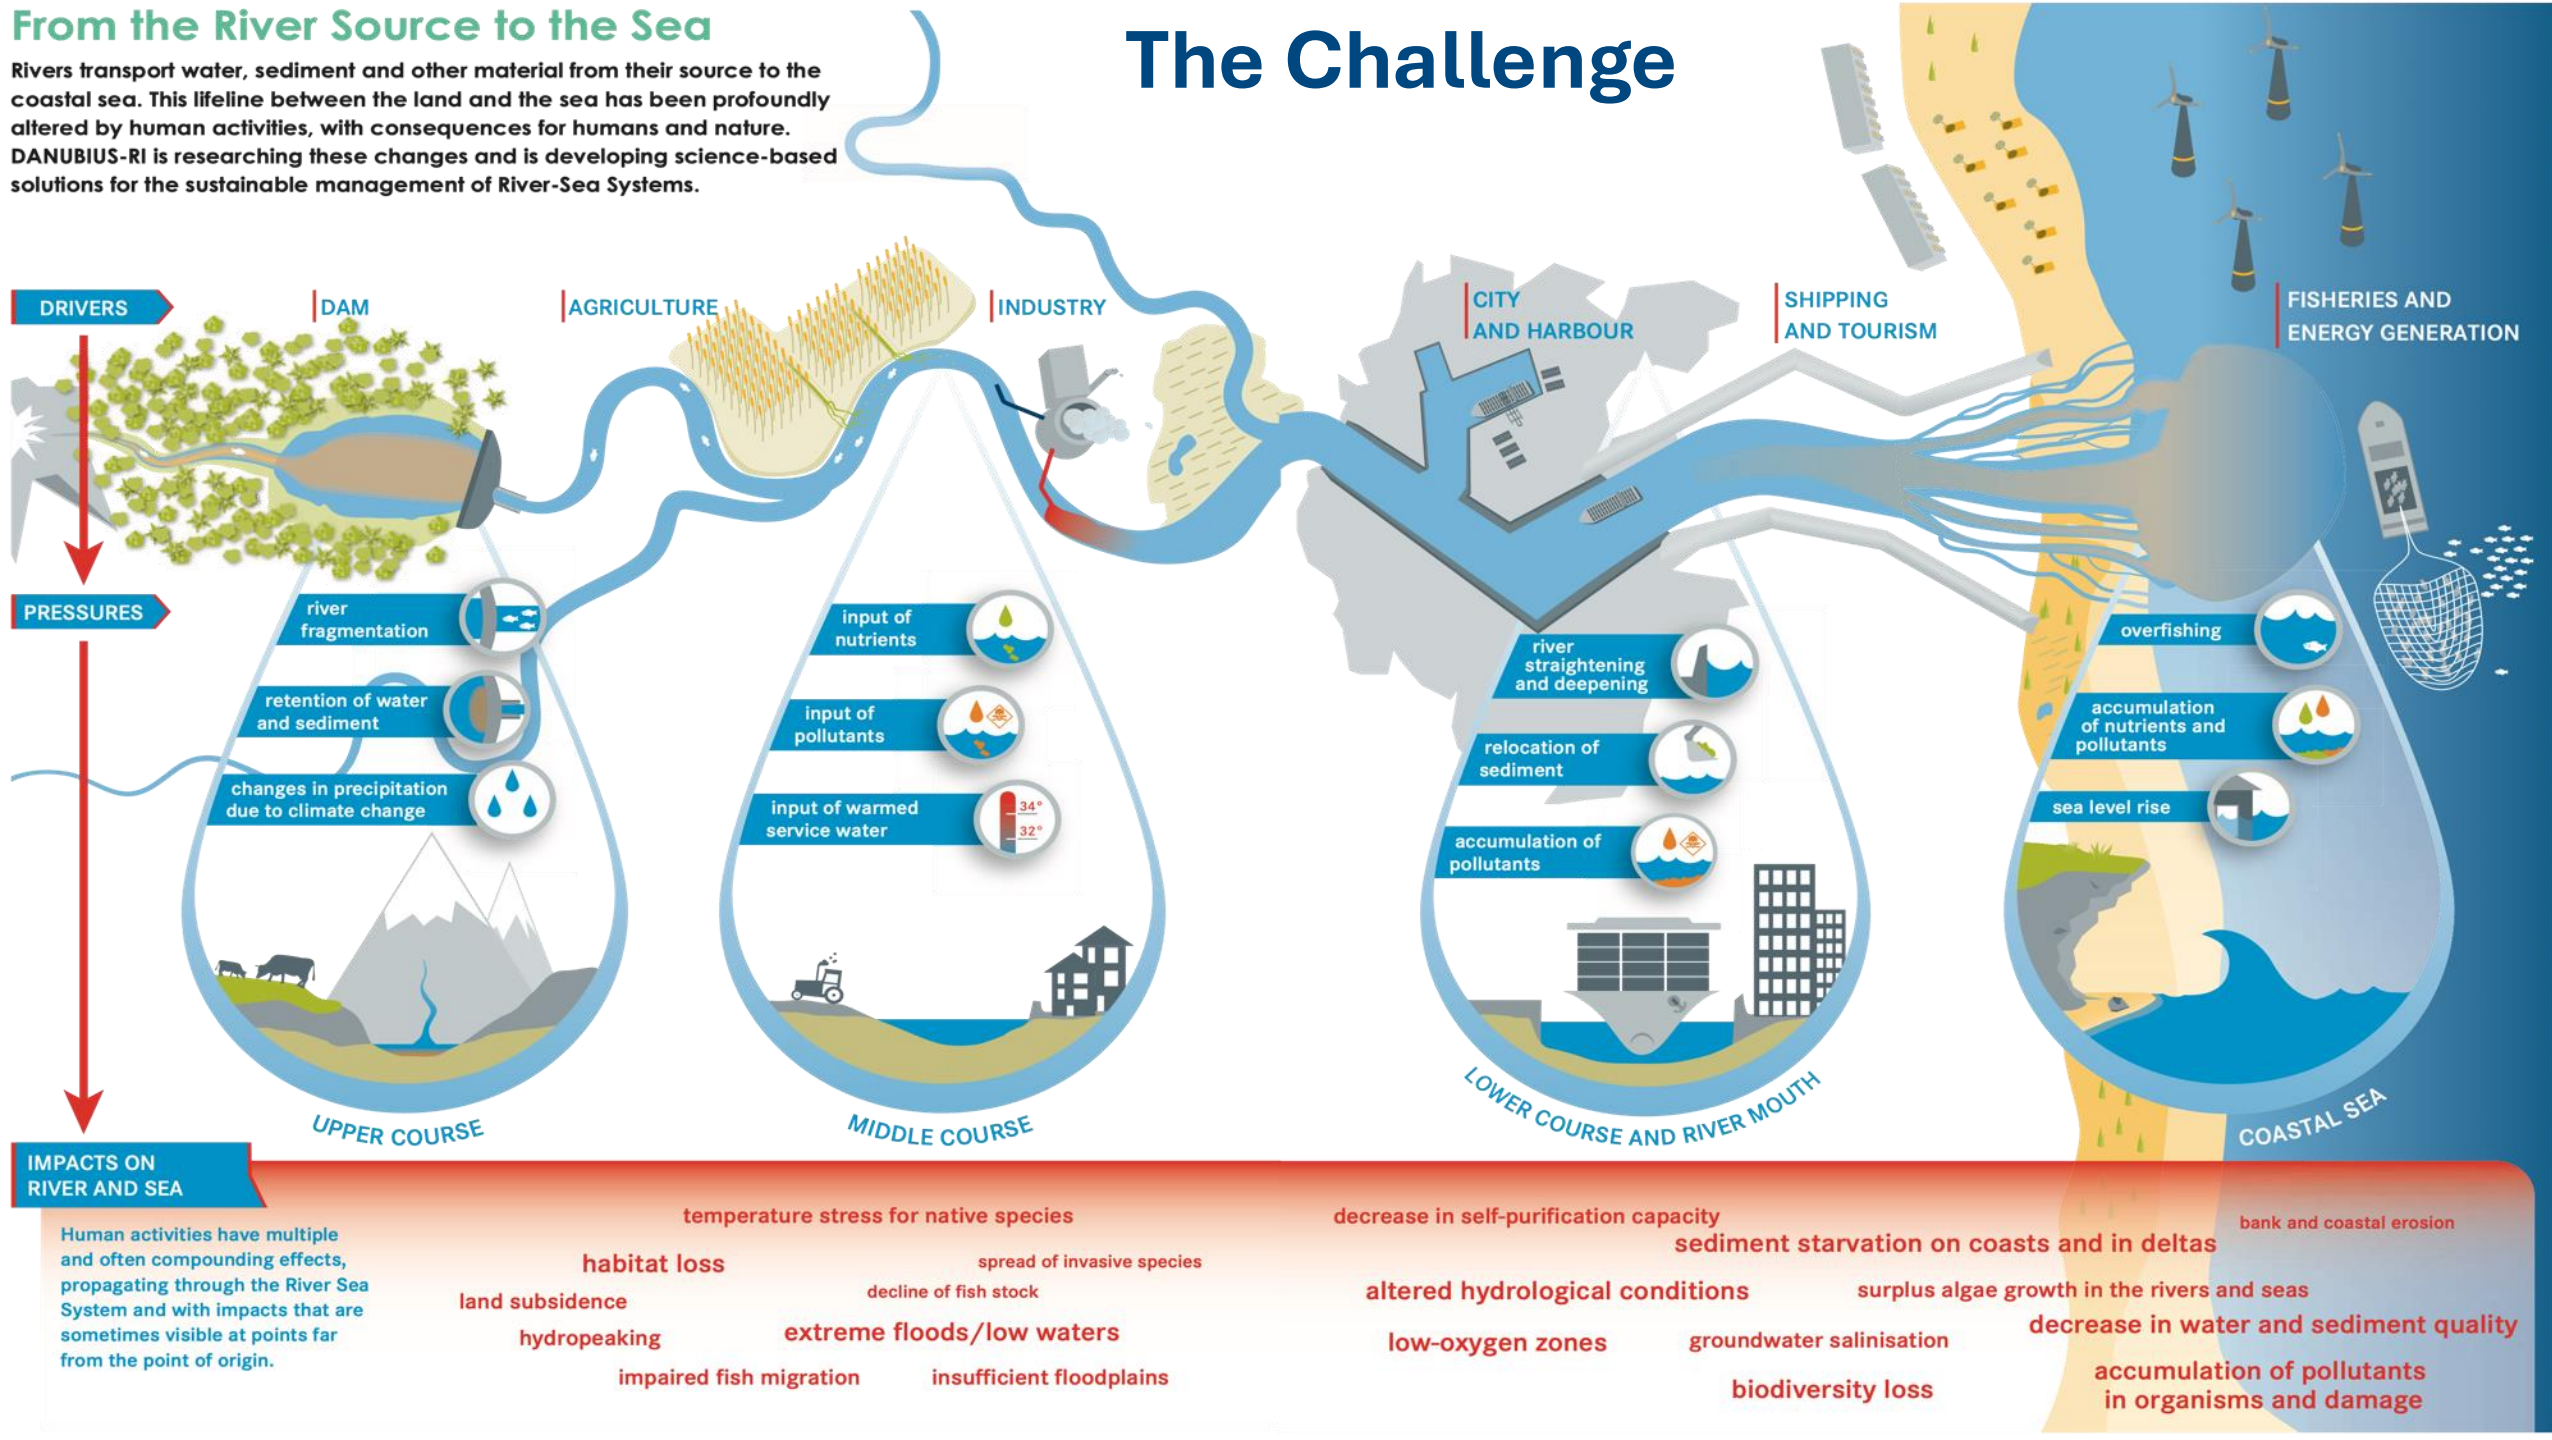 From the River Source to the Sea
The Challenge
Rivers transport water, sediment and other material from their source to the
coastal sea. This lifeline between the land and the sea has been profoundly
altered by human activities, with consequences for humans and nature.
DANUBIUS-RI is researching these changes and is developing science-based
solutions for the sustainable management of River-Sea Systems.
DRIVERS
DAM
AGRICULTURE
INDUSTRY
CITY
AND HARBOUR
SHIPPING
AND TOURISM
FISHERIES AND
ENERGY GENERATION
PRESSURES
river
fragmentation
retention of water
and sediment
changes in precipitation
due to climate change
UPPER COURSE
input of
nutrients
input of
pollutants
input of warmed
service water
34°
32°
MIDDLE COURSE
river
straightening
and deepening
relocation of
sediment
accumulation of
pollutants
LOWER COURSE AND RIVER MOUTH
overfishing
accumulation
of nutrients and
pollutants
sea level rise
COASTAL SEA
IMPACTS ON
RIVER AND SEA
Human activities have multiple
and often compounding effects,
propagating through the River Sea
System and with impacts that are
sometimes visible at points far
from the point of origin.
temperature stress for native species
habitat loss
spread of invasive species
decline of fish stock
land subsidence
hydropeaking
extreme floods/low waters
impaired fish migration
insufficient floodplains
decrease in self-purification capacity
bank and coastal erosion
sediment starvation on coasts and in deltas
altered hydrological conditions
surplus algae growth in the rivers and seas
decrease in water and sediment quality
low-oxygen zones
groundwater salinisation
accumulation of pollutants
in organisms and damage
biodiversity loss